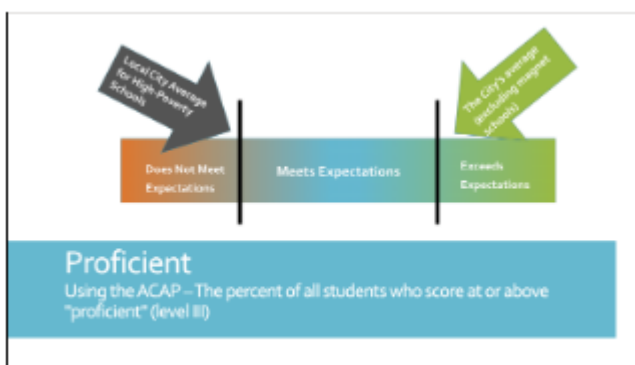 Local City Average
for High-Poverty
Schools
The City's average
(excluding magnet
schools)
Does Not Meet
Expectations
Meets Expectations
Exceeds
Expectations
Proficient
Using the ACAP – The percent of all students who score at or above
"proficient" (level III)